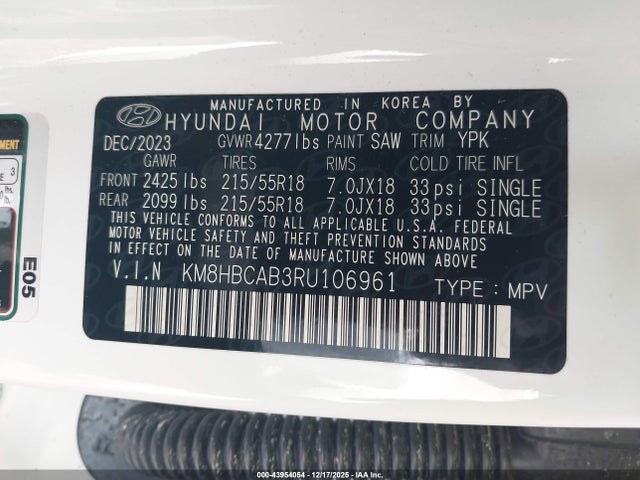 MANUFACTURED IN KOREA BY
HYUNDAI MOTOR COMPANY
DEC/2023 GVWR 4277lbs PAINT SAW TRIM YPK
GAWR TIRES RIMS COLD TIRE INFL
FRONT 2425lbs 215/55R18 7.0JX18 33psi SINGLE
REAR 2099lbs 215/55R18 7.0JX18 33psi SINGLE
THIS VEHICLE CONFORMS TO ALL APPLICABLE U.S.A. FEDERAL
MOTOR VEHICLE SAFETY AND THEFT PREVENTION STANDARDS
IN EFFECT ON THE DATE OF MANUFACTURE SHOWN ABOVE.
V.I.N KM8HBCAB3RU106961 TYPE : MPV
E05
3
000-43954054 | 12/17/2025 | IAA Inc.